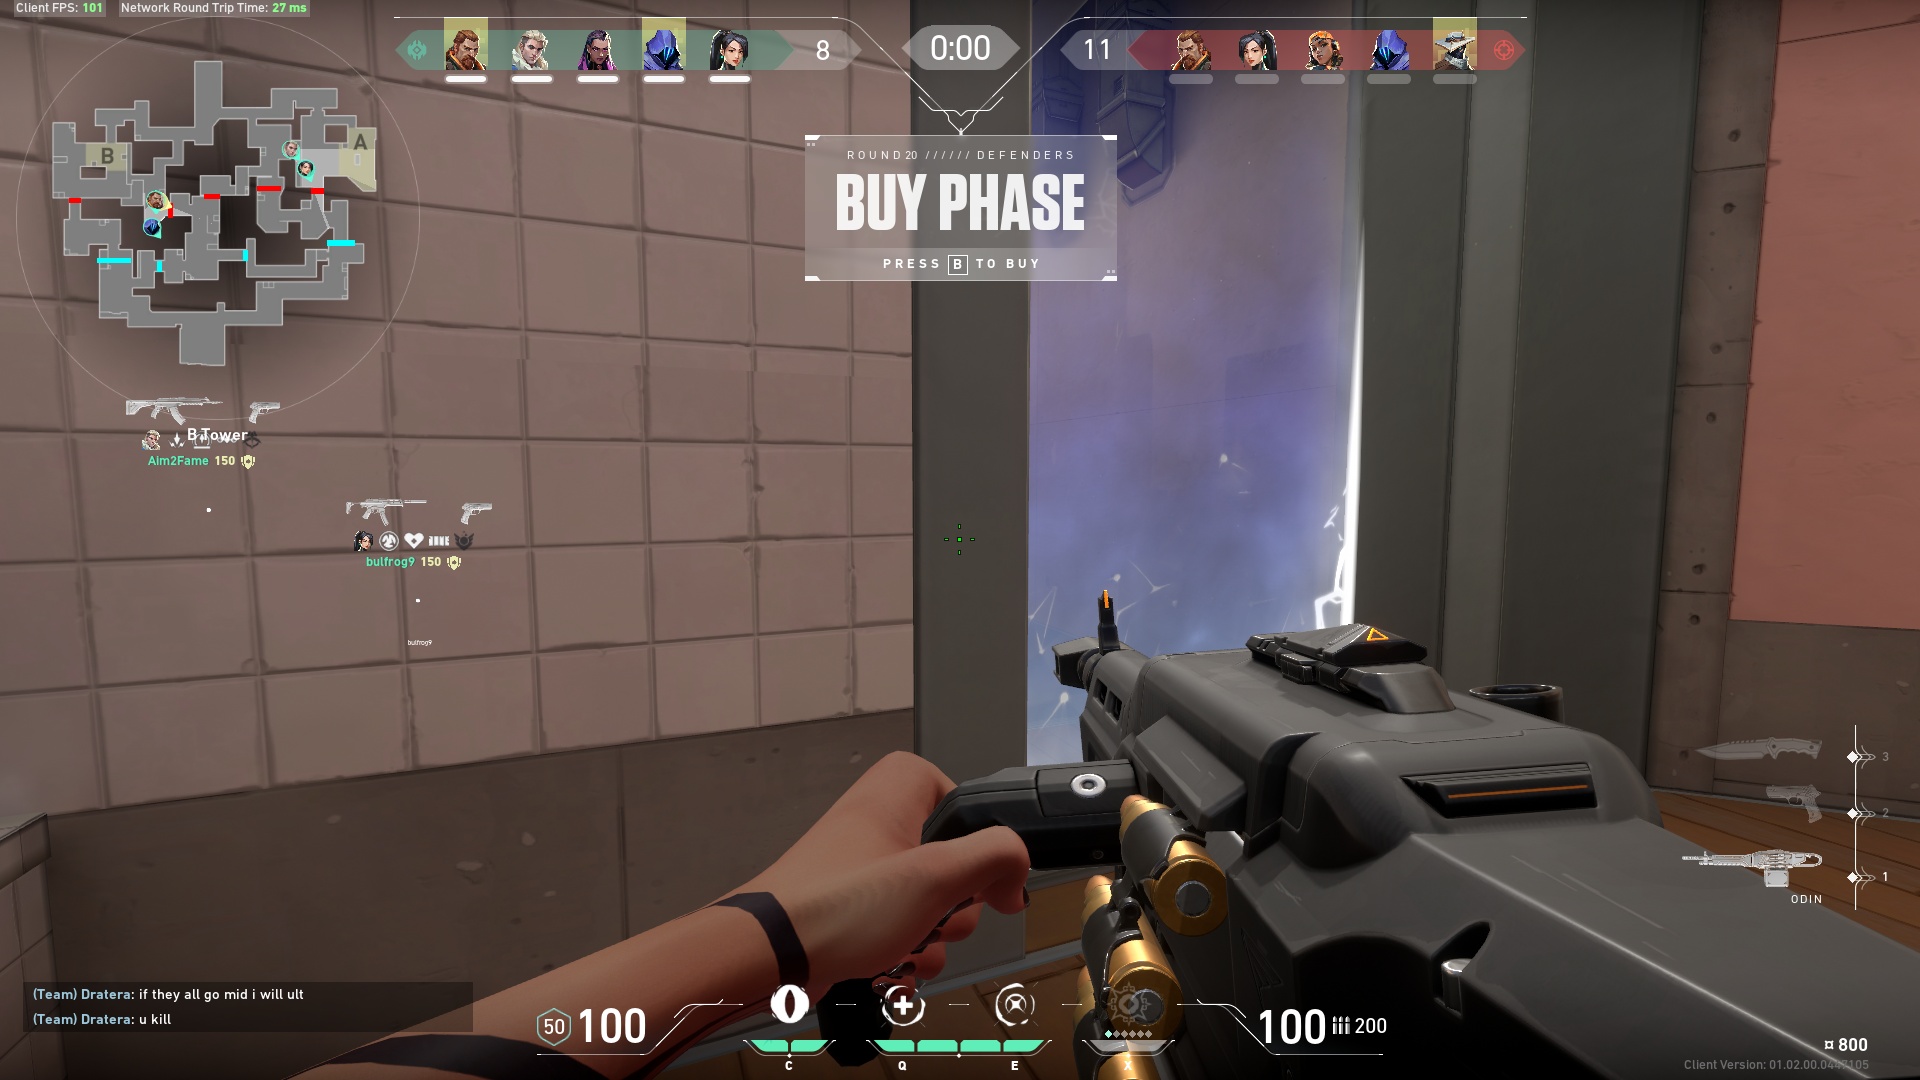 Client FPS: 101 Network Round Trip Time: 27 ms
8 0:00 11
A
B
ROUND 20 ////// DEFENDERS
BUY PHASE
PRESS B TO BUY
B Tower
Aim2Fame 150
bulfrog9 150
bulfrog9
3
2
1
ODIN
(Team) Dratera: if they all go mid i will ult
(Team) Dratera: u kill
50 100
100 200
C Q E X
¤ 800
Client Version: 01.02.00.0447105